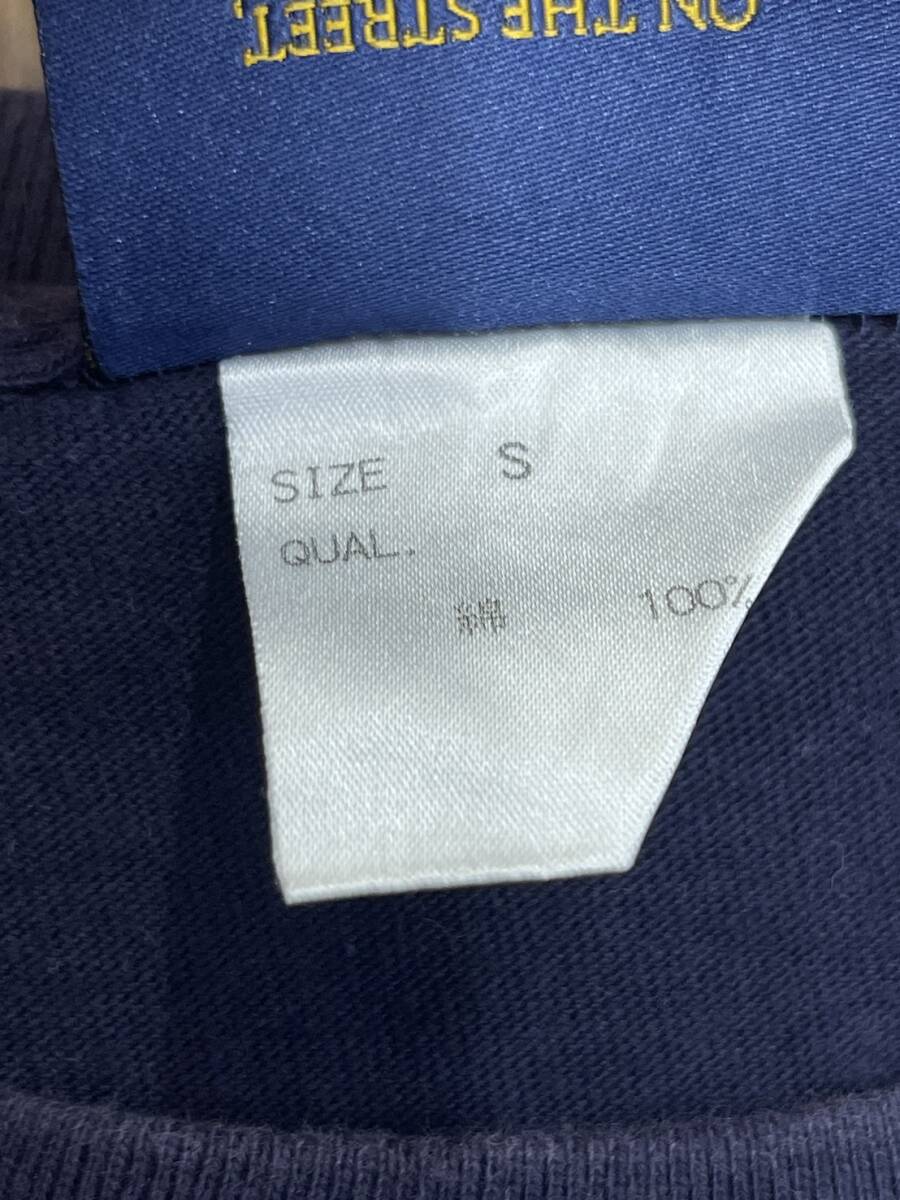 ON THE STREET.
SIZE S
QUAL.
綿 100%